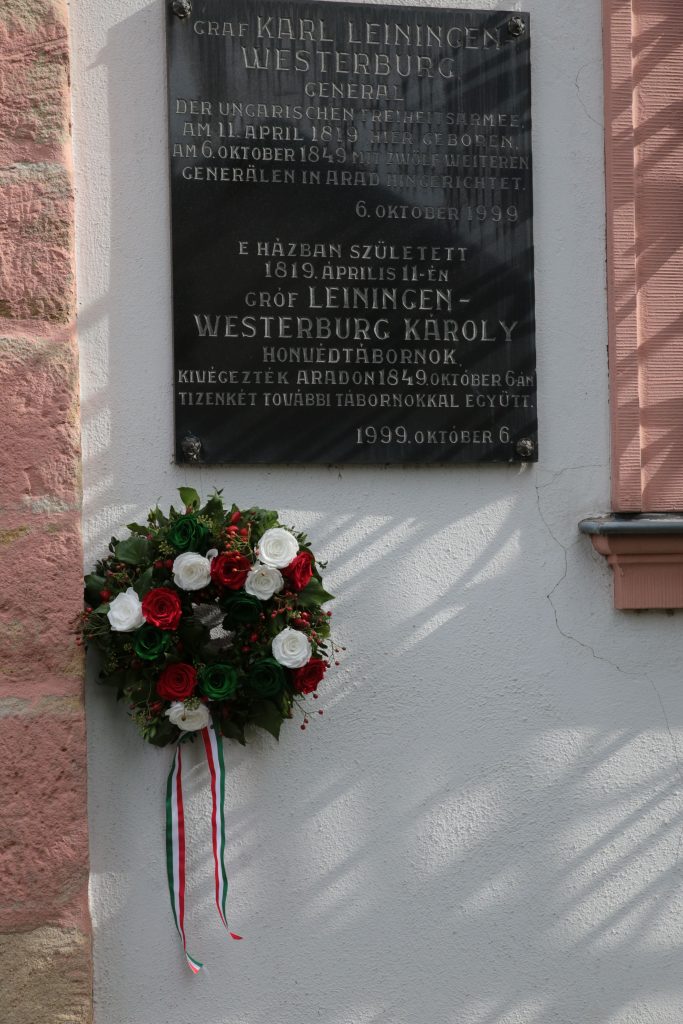 GRAF KARL LEININGEN-
WESTERBURG
GENERAL
DER UNGARISCHEN FREIHEITSARMEE.
AM 11. APRIL 1819 HIER GEBOREN,
AM 6. OKTOBER 1849 MIT ZWÖLF WEITEREN
GENERÄLEN IN ARAD HINGERICHTET.
6. OKTOBER 1999
E HÁZBAN SZÜLETETT
1819. ÁPRILIS 11-ÉN
GRÓF LEININGEN-
WESTERBURG KÁROLY
HONVÉDTÁBORNOK.
KIVÉGEZTÉK ARADON 1849. OKTÓBER 6.ÁN
TIZENKÉT TOVÁBBI TÁBORNOKKAL EGYÜTT.
1999. OKTÓBER 6.